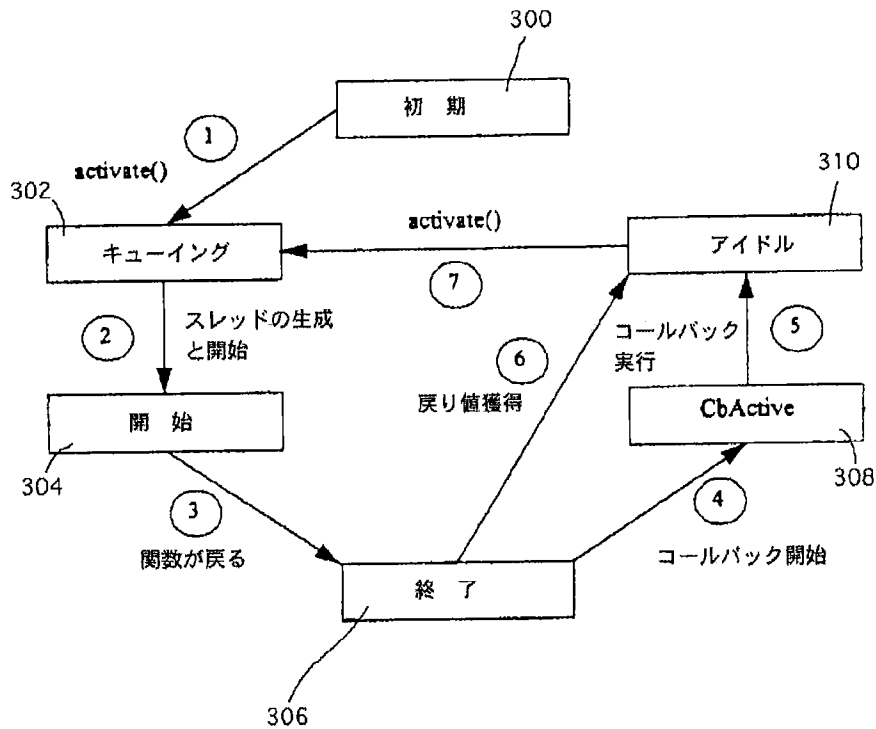 300
初 期
1
activate()
302
310
キューイング
activate()
アイドル
7
2
スレッドの生成
と開始
6
コールバック
実行
5
戻り値獲得
開 始
CbActive
304
308
3
4
関数が戻る
コールバック開始
終 了
306